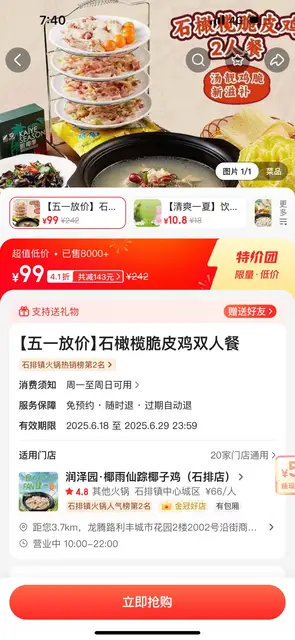 7:40
石橄榄脆皮鸡
2人餐
汤靓鸡脆
新滋补
图片 1/1
菜品
【五一放价】石...
¥99 ¥242
【清爽一夏】饮...
¥10.8 ¥18
更多
超值低价 · 已售8000+
¥99 4.1折 共减143元 > ¥242
特价团
限量·低价
支持送礼物
赠送好友 >
【五一放价】石橄榄脆皮鸡双人餐
石排镇火锅热销榜第2名 >
消费须知 周一至周日可用 >
服务保障 免预约 · 随时退 · 过期自动退
有效期限 2025.6.18 至 2025.6.29 23:59
适用门店
20家门店通用 >
润泽园·椰雨仙踪椰子鸡（石排店） >
4.8 其他火锅 石排镇中心城区 ¥66/人
石排镇火锅人气榜第2名 金冠好店 有包厢
距您3.7km，龙腾路利丰城市花园2楼2002号沿街商...
营业中 10:00~22:00
立即抢购